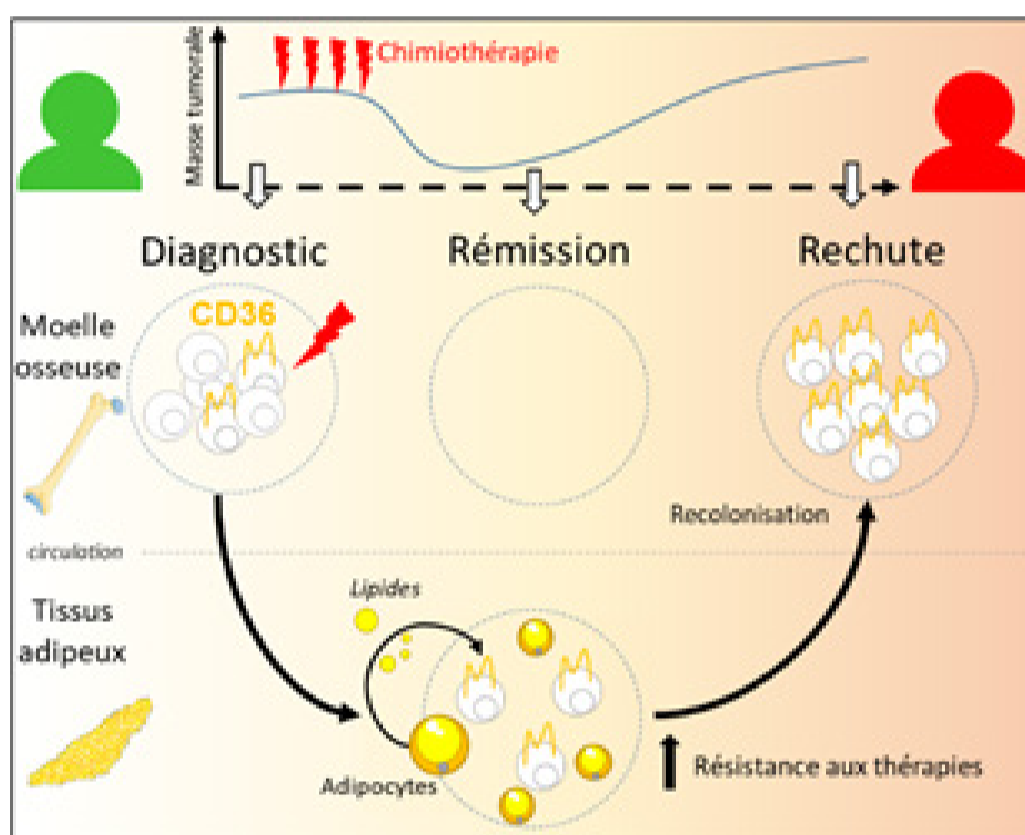 Masse tumorale
Chimiothérapie
Diagnostic
Rémission
Rechute
Moelle
osseuse
CD36
Recolonisation
circulation
Tissus
adipeux
Lipides
Adipocytes
Résistance aux thérapies